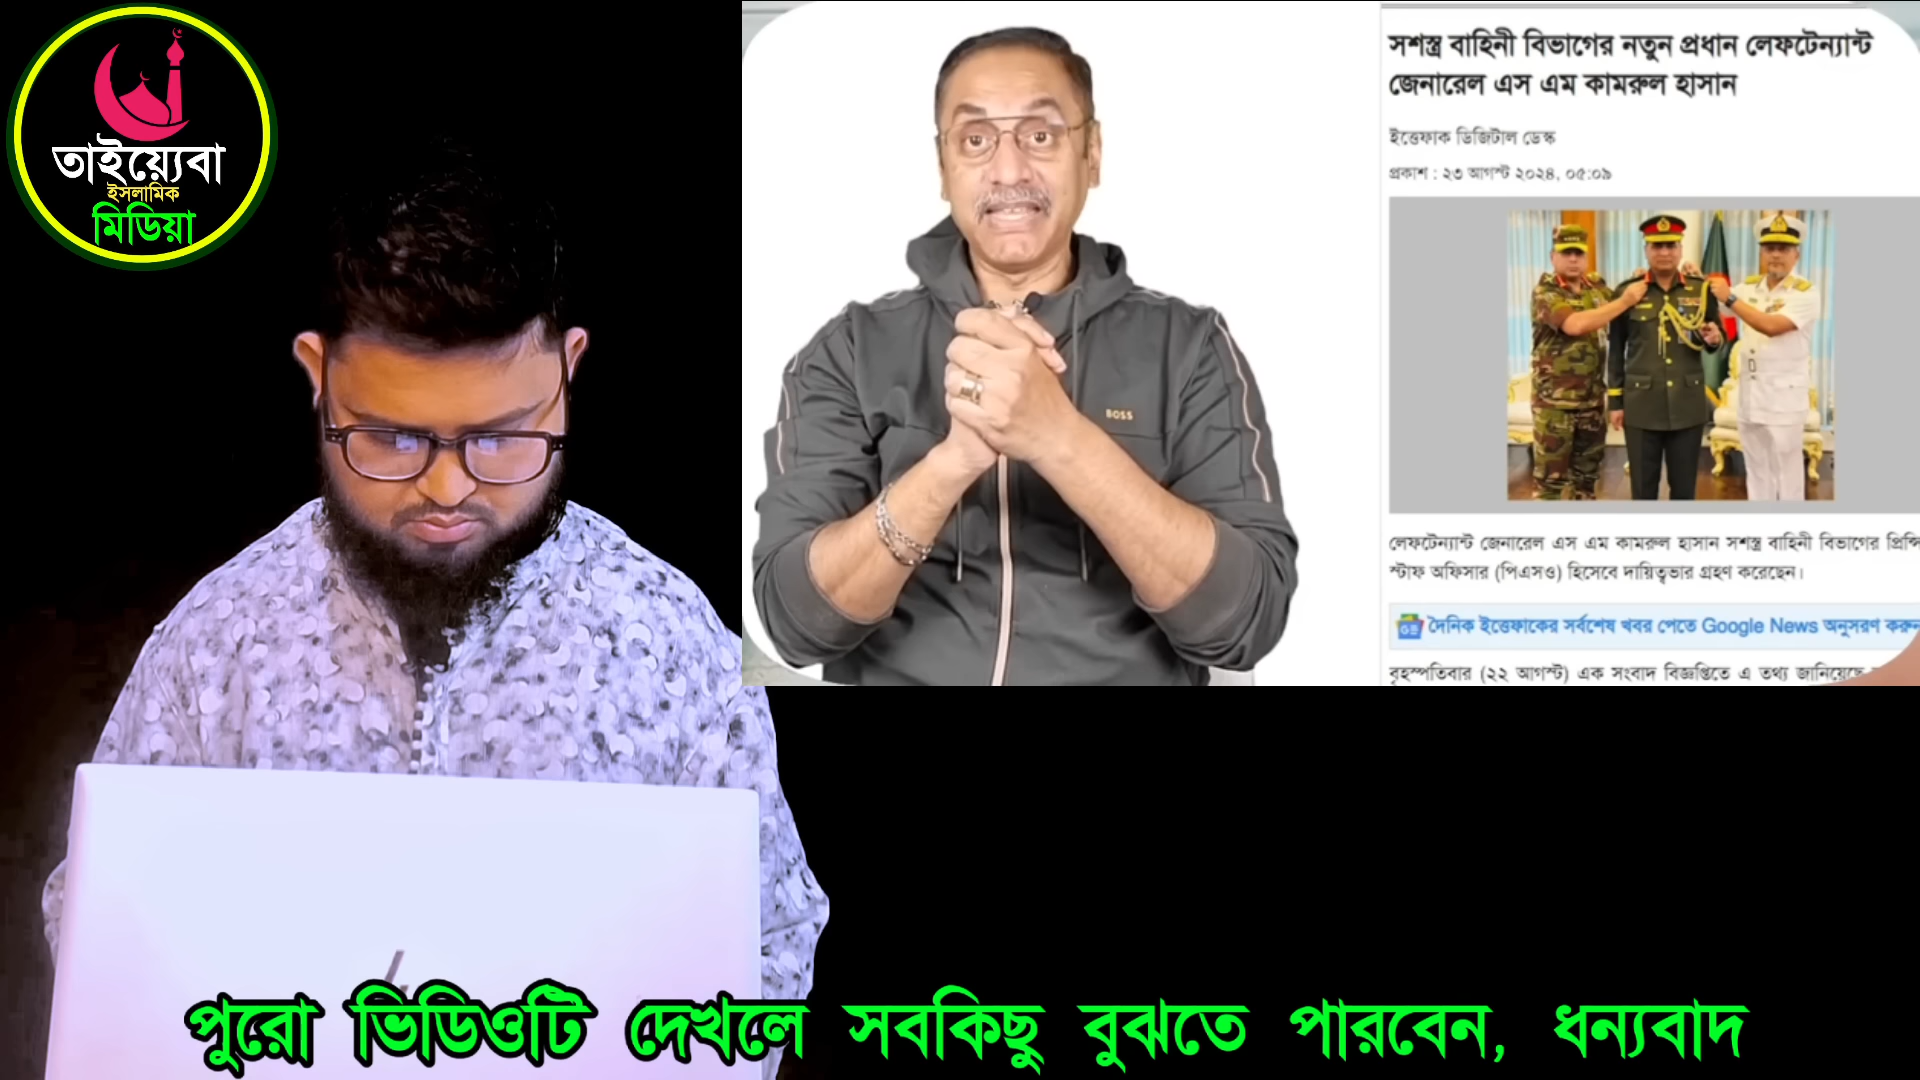 তাইয়্যেবা
ইসলামিক
মিডিয়া
BOSS
সশস্ত্র বাহিনী বিভাগের নতুন প্রধান লেফটেন্যান্ট
জেনারেল এস এম কামরুল হাসান
ইত্তেফাক ডিজিটাল ডেস্ক
প্রকাশ : ২৩ আগস্ট ২০২৪, ০৫:০৯
লেফটেন্যান্ট জেনারেল এস এম কামরুল হাসান সশস্ত্র বাহিনী বিভাগের
স্টাফ অফিসার (পিএসও) হিসেবে দায়িত্বভার গ্রহণ করেছেন।
দৈনিক ইত্তেফাকের সর্বশেষ খবর পেতে Google News অনুসরণ করুন
বৃহস্পতিবার (২২ আগস্ট) এক সংবাদ বিজ্ঞপ্তিতে এ তথ্য জানিয়েছে
পুরো ভিডিওটি দেখলে সবকিছু বুঝতে পারবেন, ধন্যবাদ